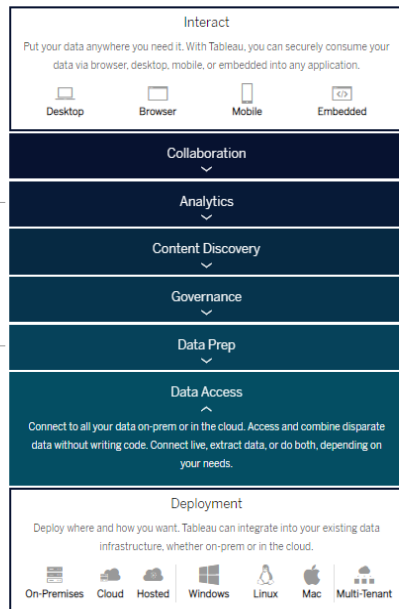 Interact
Put your data anywhere you need it. With Tableau, you can securely consume your
data via browser, desktop, mobile, or embedded into any application.
Desktop Browser Mobile Embedded
Collaboration
Analytics
Content Discovery
Governance
Data Prep
Data Access
Connect to all your data on-prem or in the cloud. Access and combine disparate
data without writing code. Connect live, extract data, or do both, depending on
your needs.
Deployment
Deploy where and how you want. Tableau can integrate into your existing data
infrastructure, whether on-prem or in the cloud.
On-Premises Cloud Hosted Windows Linux Mac Multi-Tenant